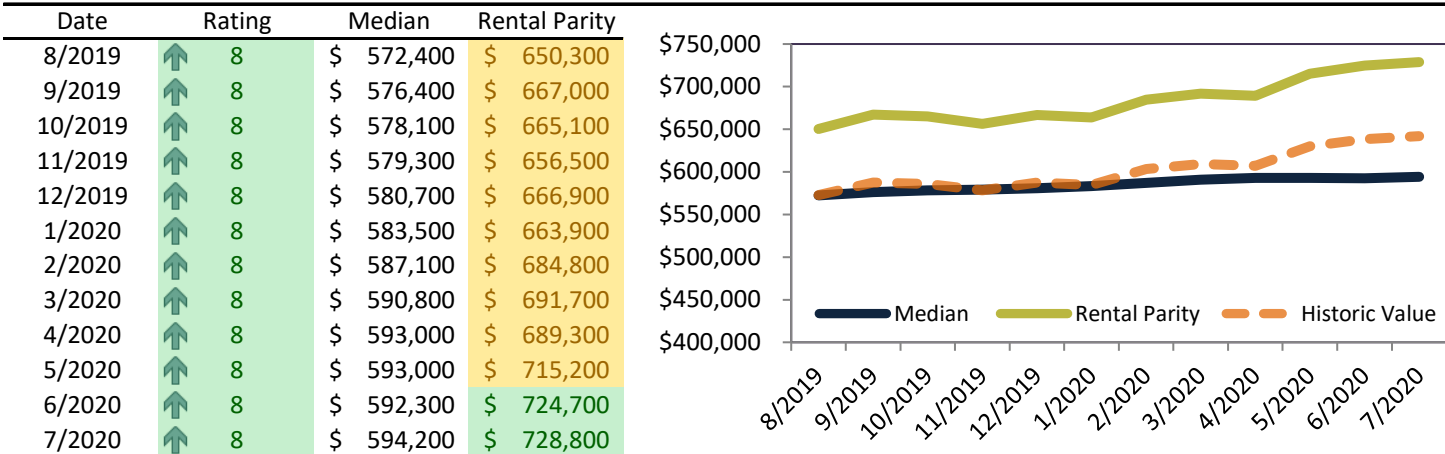 Date Rating Median Rental Parity
8/2019 8 $ 572,400 $ 650,300
9/2019 8 $ 576,400 $ 667,000
10/2019 8 $ 578,100 $ 665,100
11/2019 8 $ 579,300 $ 656,500
12/2019 8 $ 580,700 $ 666,900
1/2020 8 $ 583,500 $ 663,900
2/2020 8 $ 587,100 $ 684,800
3/2020 8 $ 590,800 $ 691,700
4/2020 8 $ 593,000 $ 689,300
5/2020 8 $ 593,000 $ 715,200
6/2020 8 $ 592,300 $ 724,700
7/2020 8 $ 594,200 $ 728,800
$750,000
$700,000
$650,000
$600,000
$550,000
$500,000
$450,000
$400,000
Median Rental Parity Historic Value
8/2019 9/2019 10/2019 11/2019 12/2019 1/2020 2/2020 3/2020 4/2020 5/2020 6/2020 7/2020